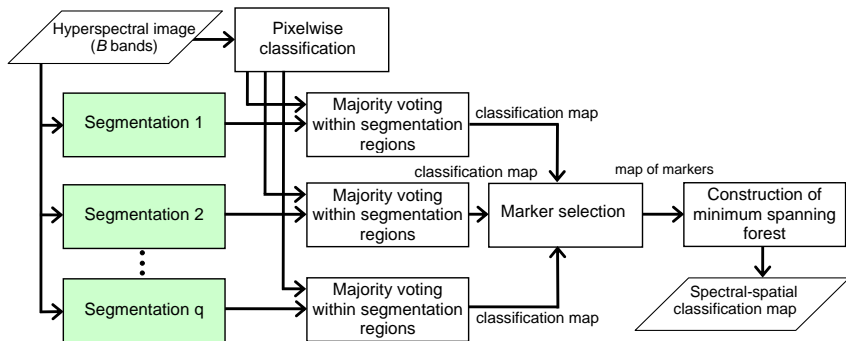 Hyperspectral image
(B bands)
Pixelwise
classification
Segmentation 1
Majority voting
within segmentation
regions
classification map
classification map
map of markers
Segmentation 2
Majority voting
within segmentation
regions
Marker selection
Construction of
minimum spanning
forest
Segmentation q
Majority voting
within segmentation
regions
classification map
Spectral-spatial
classification map